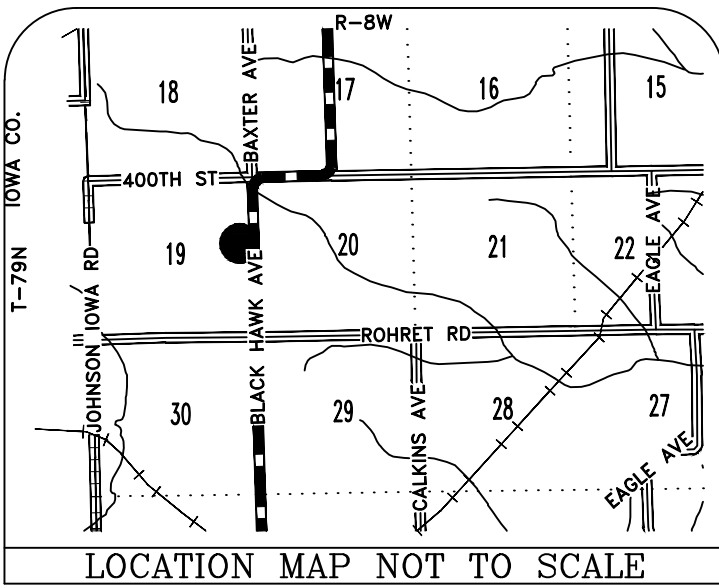 R-8W
IOWA CO.
T-79N
BAXTER AVE
18
17
16
15
400TH ST
EAGLE AVE
19
20
21
22
JOHNSON IOWA RD
BLACK HAWK AVE
ROHRET RD
30
29
28
27
CALKINS AVE
EAGLE AVE
LOCATION MAP NOT TO SCALE